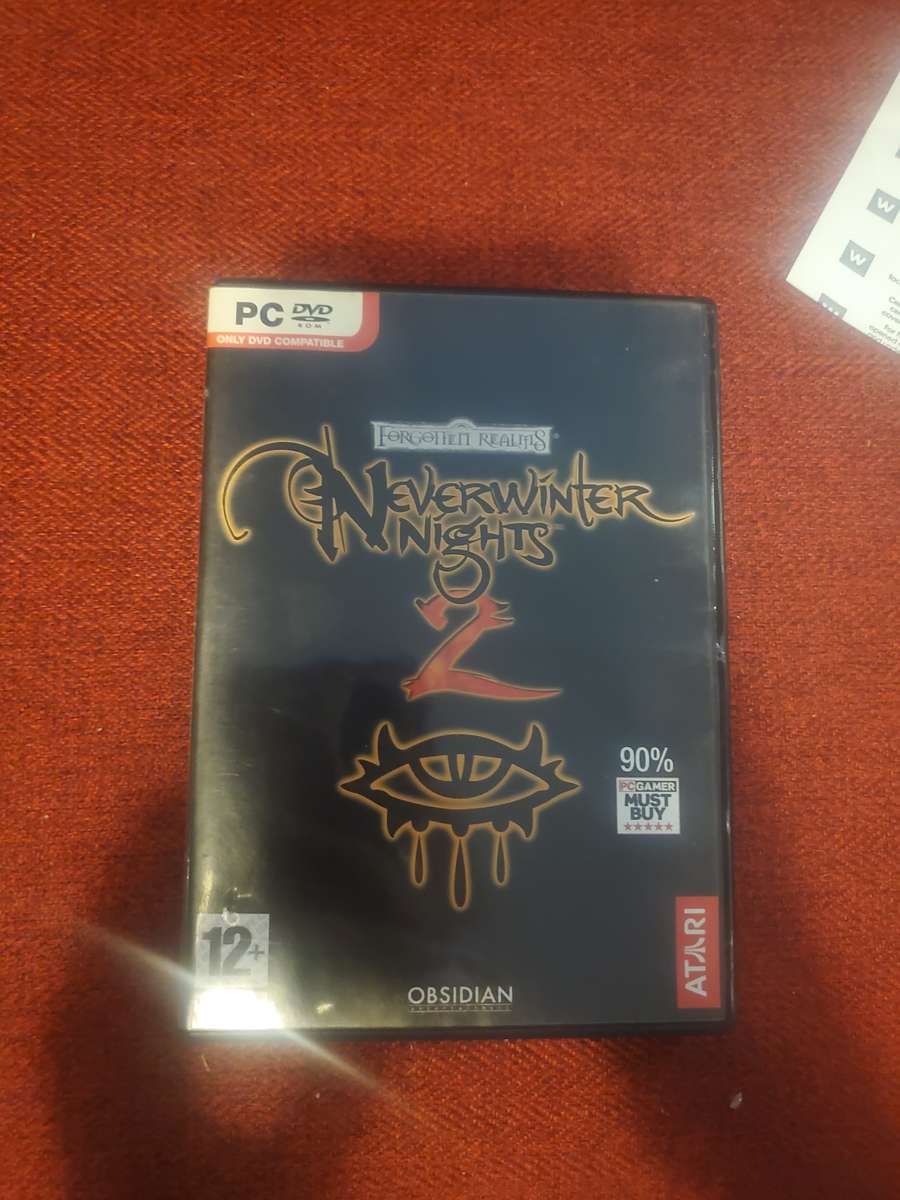 PC DVD
ROM
ONLY DVD COMPATIBLE
FORGOTTEN REALMS
NEVERWINTER
NIGHTS
2
90%
PC GAMER
MUST
BUY
12+
ATARI
OBSIDIAN
ENTERTAINMENT
W
W